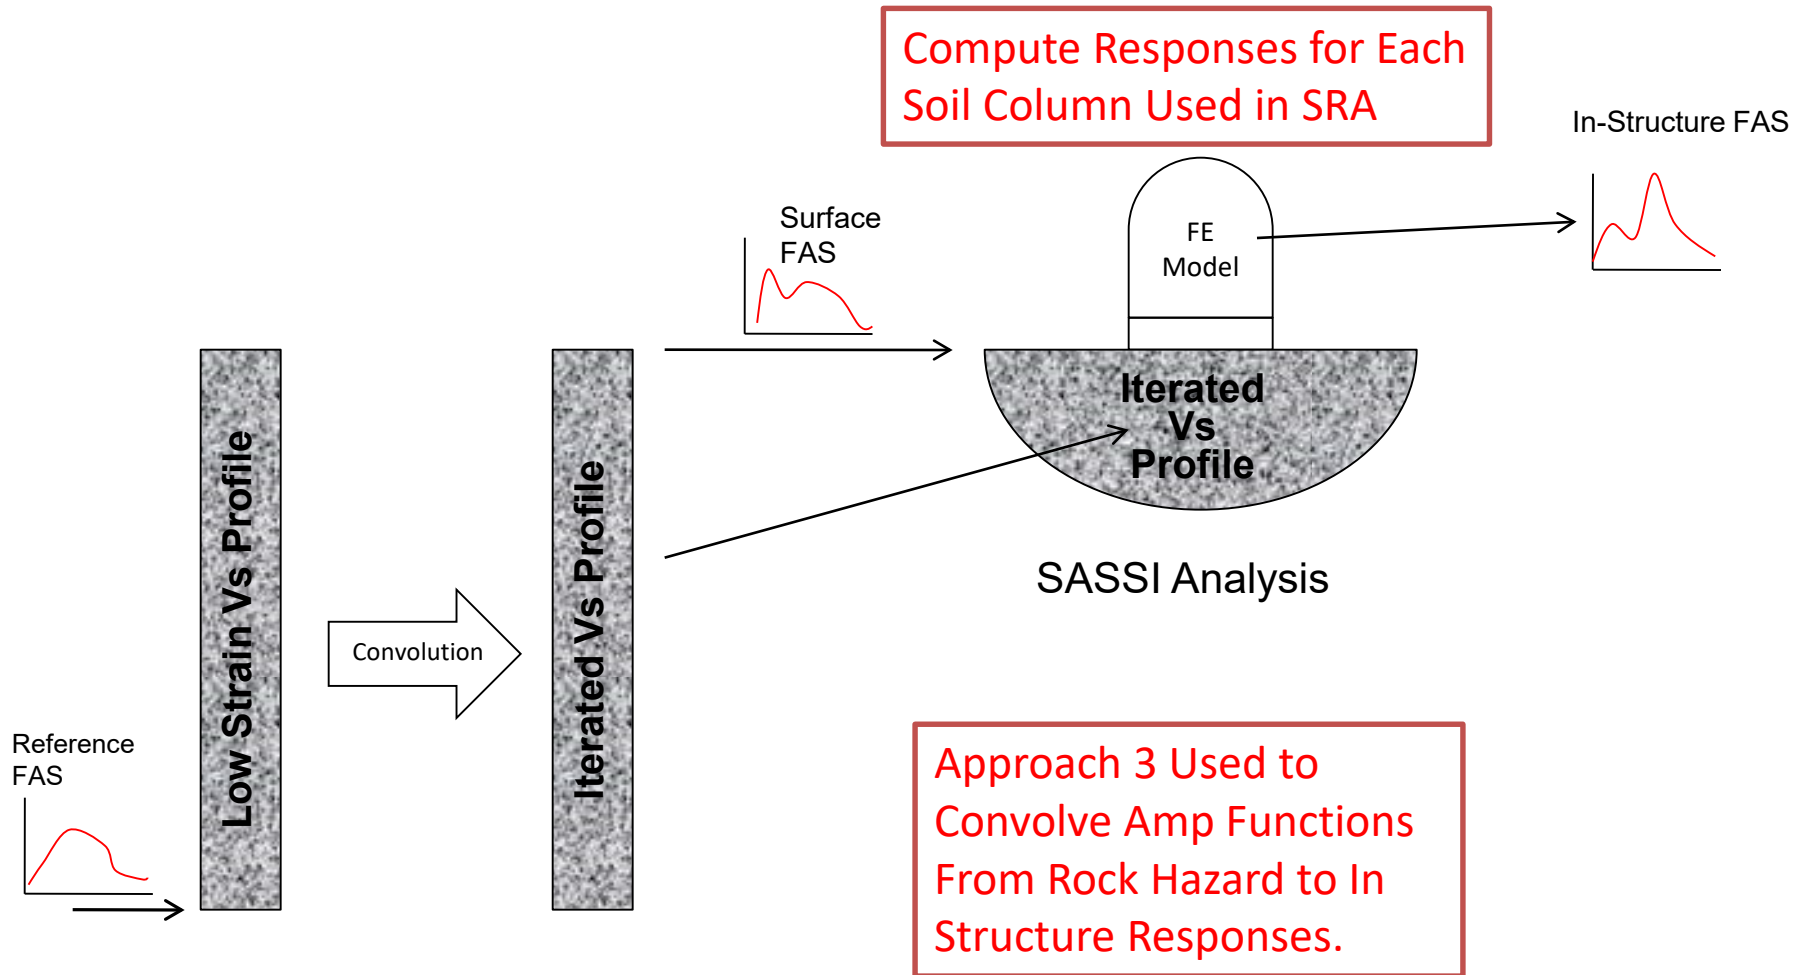 Compute Responses for Each
Soil Column Used in SRA
In-Structure FAS
Surface
FAS
FE
Model
Iterated
Vs
Profile
SASSI Analysis
Low Strain Vs Profile
Convolution
Iterated Vs Profile
Reference
FAS
Approach 3 Used to
Convolve Amp Functions
From Rock Hazard to In
Structure Responses.